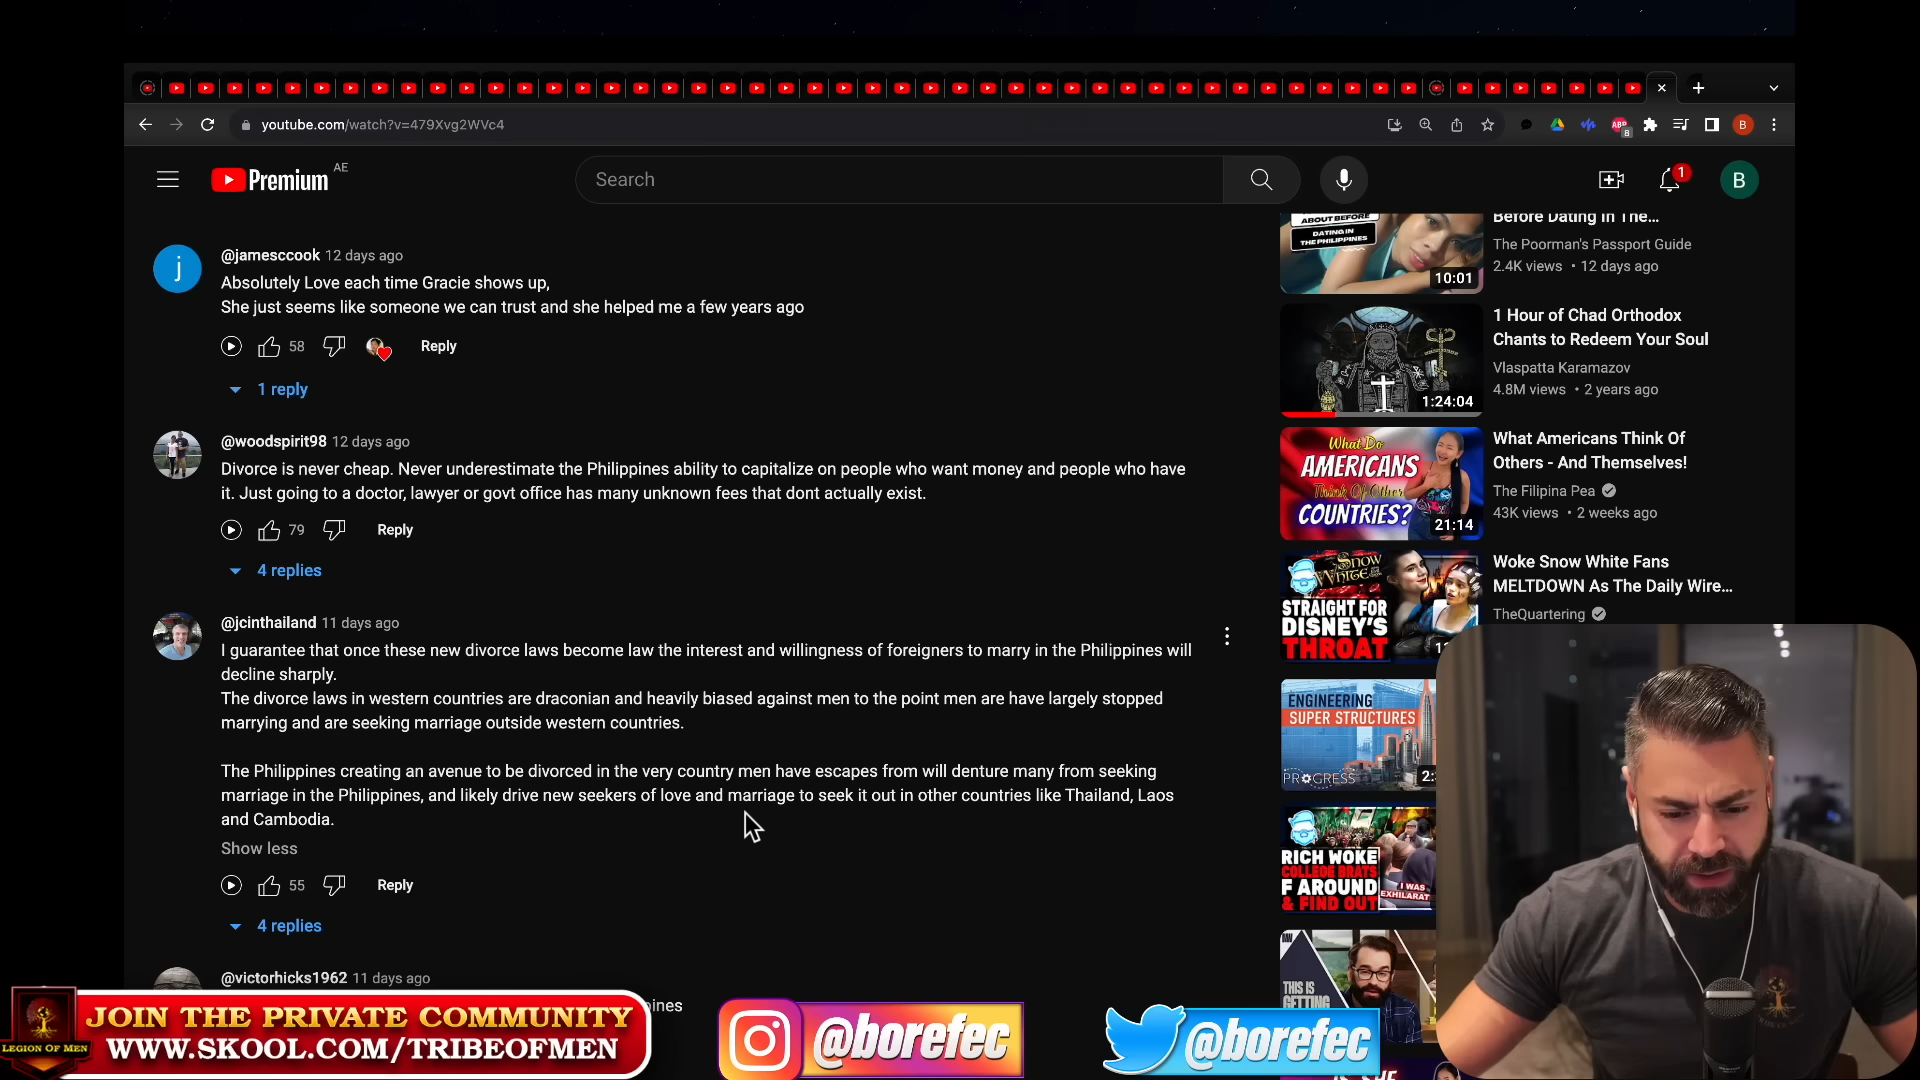 youtube.com/watch?v=479Xvg2WVc4
ABP
8
B
Premium
AE
Search
1
B
@jamesccook 12 days ago
Absolutely Love each time Gracie shows up,
She just seems like someone we can trust and she helped me a few years ago
58
Reply
1 reply
@woodspirit98 12 days ago
Divorce is never cheap. Never underestimate the Philippines ability to capitalize on people who want money and people who have
it. Just going to a doctor, lawyer or govt office has many unknown fees that dont actually exist.
79
Reply
4 replies
@jcinthailand 11 days ago
I guarantee that once these new divorce laws become law the interest and willingness of foreigners to marry in the Philippines will
decline sharply.
The divorce laws in western countries are draconian and heavily biased against men to the point men are have largely stopped
marrying and are seeking marriage outside western countries.
The Philippines creating an avenue to be divorced in the very country men have escapes from will denture many from seeking
marriage in the Philippines, and likely drive new seekers of love and marriage to seek it out in other countries like Thailand, Laos
and Cambodia.
Show less
55
Reply
4 replies
@victorhicks1962 11 days ago
ABOUT BEFORE
DATING IN
THE PHILIPPINES
10:01
Before Dating In The...
The Poorman's Passport Guide
2.4K views • 12 days ago
1:24:04
1 Hour of Chad Orthodox
Chants to Redeem Your Soul
Vlaspatta Karamazov
4.8M views • 2 years ago
What Do
AMERICANS
Think Of Other
COUNTRIES?
21:14
What Americans Think Of
Others - And Themselves!
The Filipina Pea
43K views • 2 weeks ago
SNOW
WHITE
STRAIGHT FOR
DISNEY'S
THROAT
Woke Snow White Fans
MELTDOWN As The Daily Wire...
TheQuartering
ENGINEERING
SUPER STRUCTURES
PROGRESS
2:
RICH WOKE
COLLEGE BRATS
F AROUND
& FIND OUT
I WAS
EXHILARAT
THIS IS
GETTING
LEGION OF MEN
JOIN THE PRIVATE COMMUNITY
WWW.SKOOL.COM/TRIBEOFMEN
@borefec
@borefec